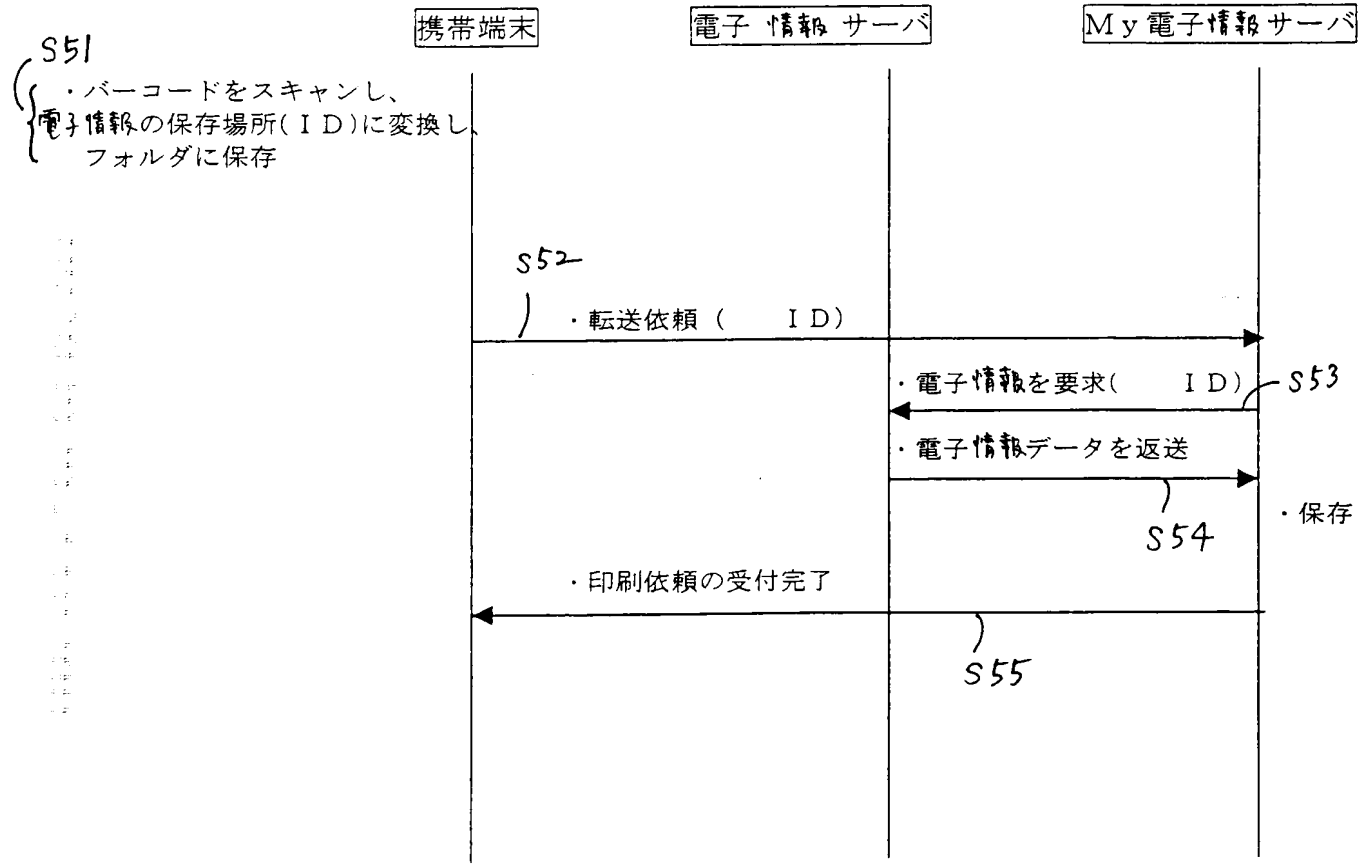 携帯端末
電子 情報 サーバ
My電子情報サーバ
S51
・バーコードをスキャンし、
電子情報の保存場所(ID)に変換し、
フォルダに保存
S52
・転送依頼(　　ID)
・電子情報を要求(　　ID)
S53
・電子情報データを返送
S54
・保存
・印刷依頼の受付完了
S55